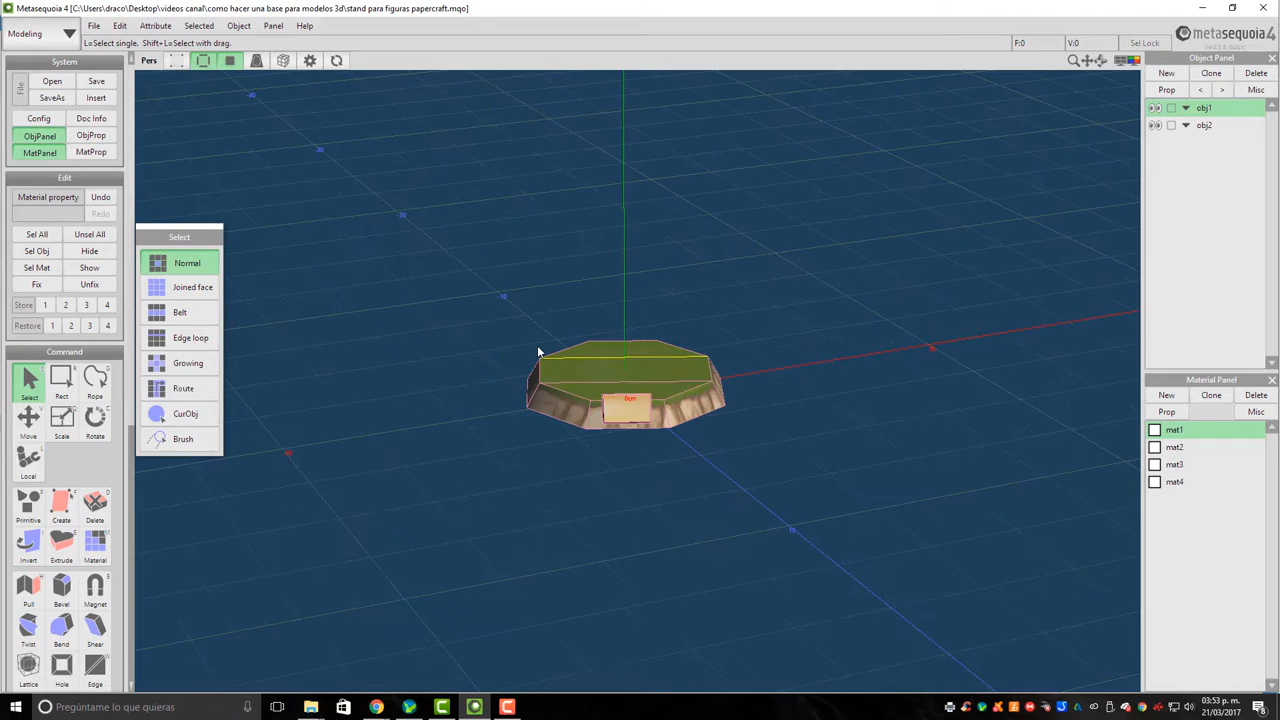 Metasequoia 4 [C:\Users\draco\Desktop\videos canal\como hacer una base para modelos 3d\stand para figuras papercraft.mqo]
Modeling
File Edit Attribute Selected Object Panel Help
L=Select single, Shift+L=Select with drag.
F:0 V:0 Sel Lock
metasequoia 4
System
File
Open Save
SaveAs Insert
Config Doc Info
ObjPanel ObjProp
MatPanel MatProp
Edit
Material property Undo
Redo
Sel All Unsel All
Sel Obj Hide
Sel Mat Show
Fix Unfix
Store 1 2 3 4
Restore 1 2 3 4
Command
Select Rect Rope
Move Scale Rotate
Local
Primitive Create Delete
Invert Extrude Material
Pull Bevel Magnet
Twist Bend Shear
Lattice Hole Edge
Pers
Select
Normal
Joined face
Belt
Edge loop
Growing
Route
CurObj
Brush
0cm
Object Panel
New Clone Delete
Prop < > Misc
obj1
obj2
Material Panel
New Clone Delete
Prop Misc
mat1
mat2
mat3
mat4
Pregúntame lo que quieras
03:53 p. m.
21/03/2017